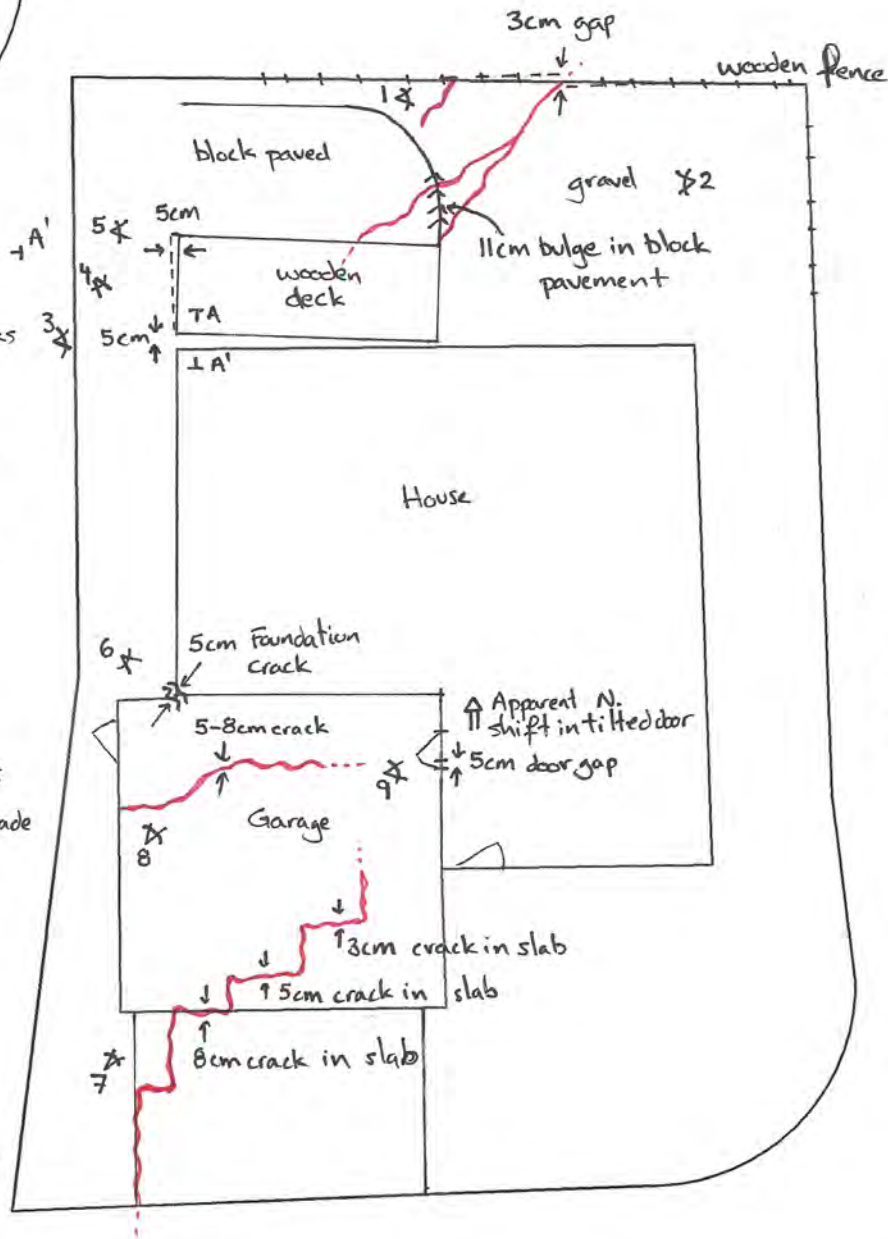 3cm gap
wooden fence
1
block paved
gravel
2
5cm
5
A'
11cm bulge in block
pavement
4
wooden
deck
A
3
5cm
A'
House
6
5cm Foundation
crack
5-8cm crack
Apparent N.
shift in tilted door
5cm door gap
9
ade
Garage
8
3cm crack in slab
5cm crack in slab
8cm crack in slab
7